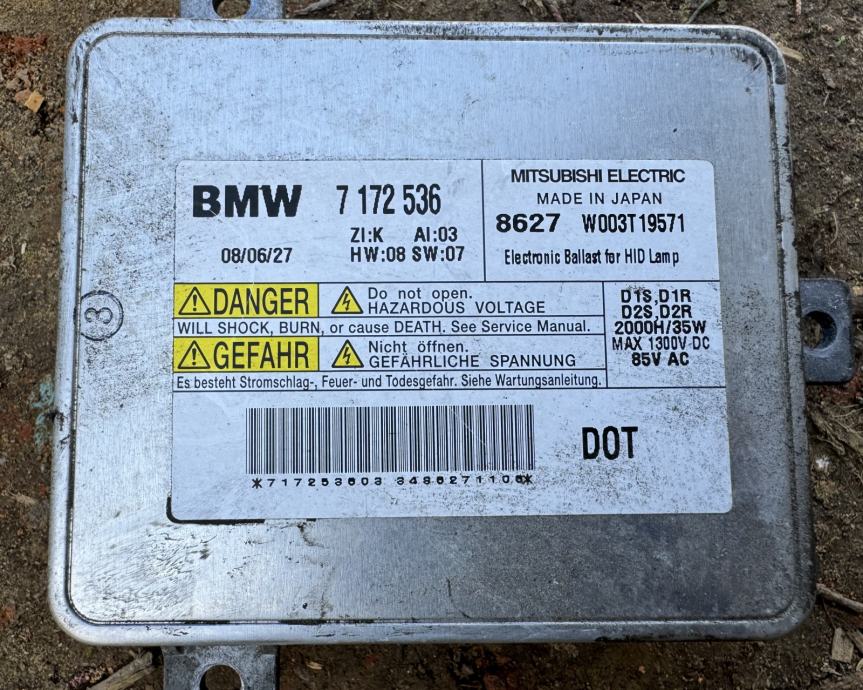 BMW 7 172 536
ZI:K AI:03
08/06/27 HW:08 SW:07
MITSUBISHI ELECTRIC
MADE IN JAPAN
8627 W003T19571
Electronic Ballast for HID Lamp
DANGER Do not open.
HAZARDOUS VOLTAGE
WILL SHOCK, BURN, or cause DEATH. See Service Manual.
GEFAHR Nicht öffnen.
GEFÄHRLICHE SPANNUNG
Es besteht Stromschlag-, Feuer- und Todesgefahr. Siehe Wartungsanleitung.
D1S,D1R
D2S,D2R
2000H/35W
MAX 1300V DC
85V AC
DOT
*717253603 3486271106*
3